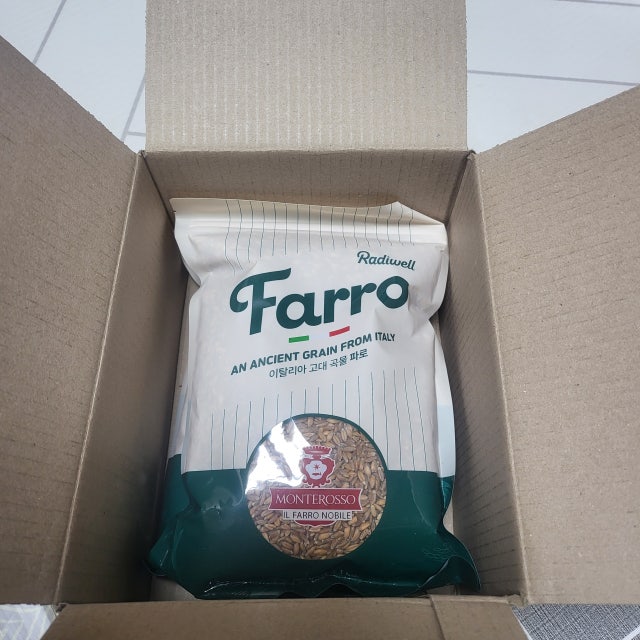 Radiwell
Farro
AN ANCIENT GRAIN FROM ITALY
이탈리아 고대 곡물 파로
MONTEROSSO
IL FARRO NOBILE